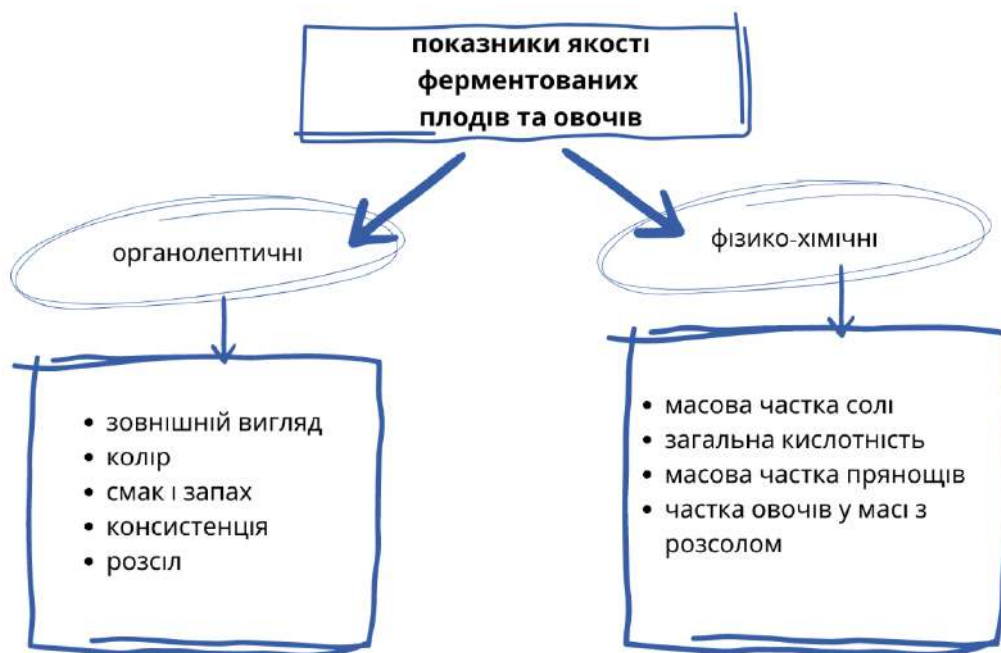 показники якості
ферментованих
плодів та овочів
органолептичні
фізико-хімічні
• зовнішній вигляд
• колір
• смак і запах
• консистенція
• розсіл
• масова частка солі
• загальна кислотність
• масова частка прянощів
• частка овочів у масі з
розсолом